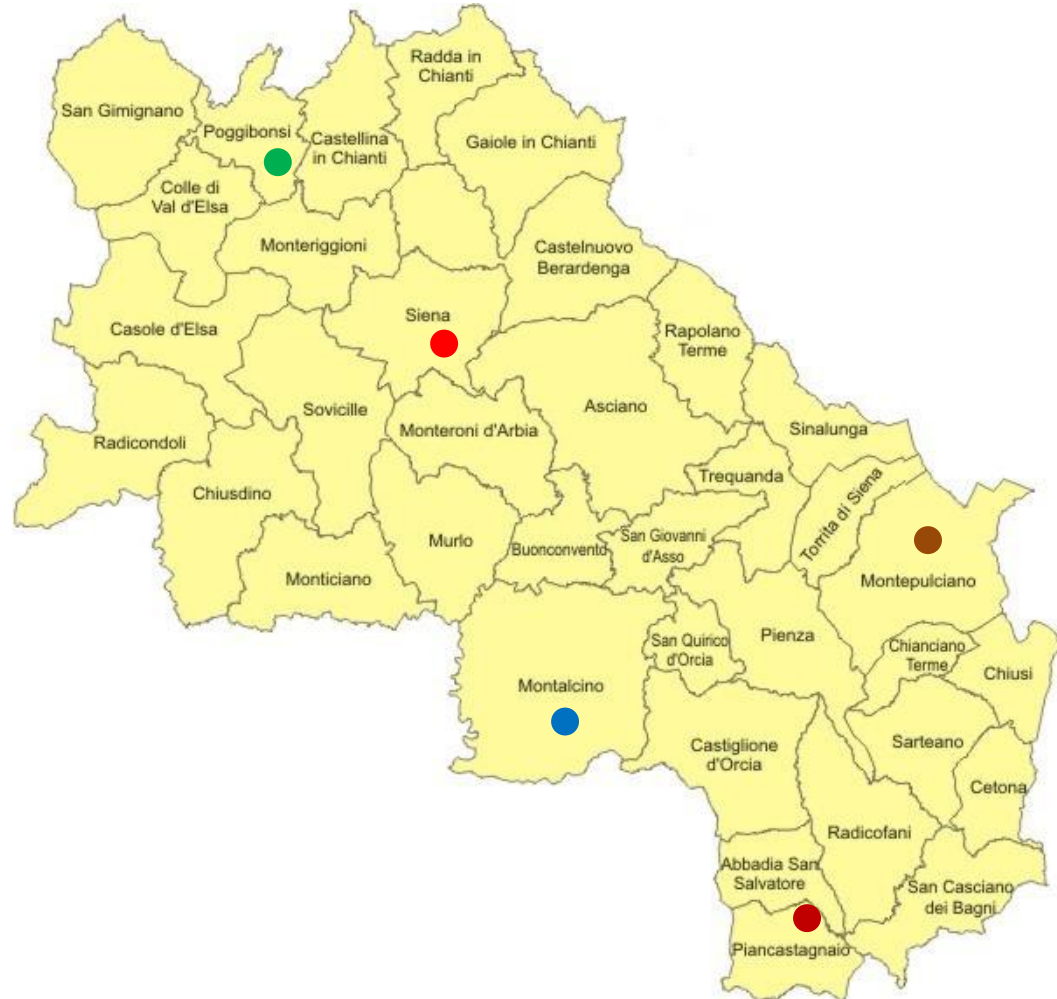 Radda in
Chianti
San Gimignano
Poggibonsi
Castellina
in Chianti
Gaiole in Chianti
Colle di
Val d'Elsa
Monteriggioni
Castelnuovo
Berardenga
Casole d'Elsa
Siena
Rapolano
Terme
Asciano
Sovicille
Monteroni d'Arbia
Radicondoli
Sinalunga
Trequanda
Chiusdino
Torrita di Siena
Murlo
Buonconvento
San Giovanni
d'Asso
Monticiano
Montepulciano
San Quirico
d'Orcia
Pienza
Chianciano
Terme
Chiusi
Montalcino
Castiglione
d'Orcia
Sarteano
Cetona
Radicofani
Abbadia San
Salvatore
San Casciano
dei Bagni
Piancastagnaio